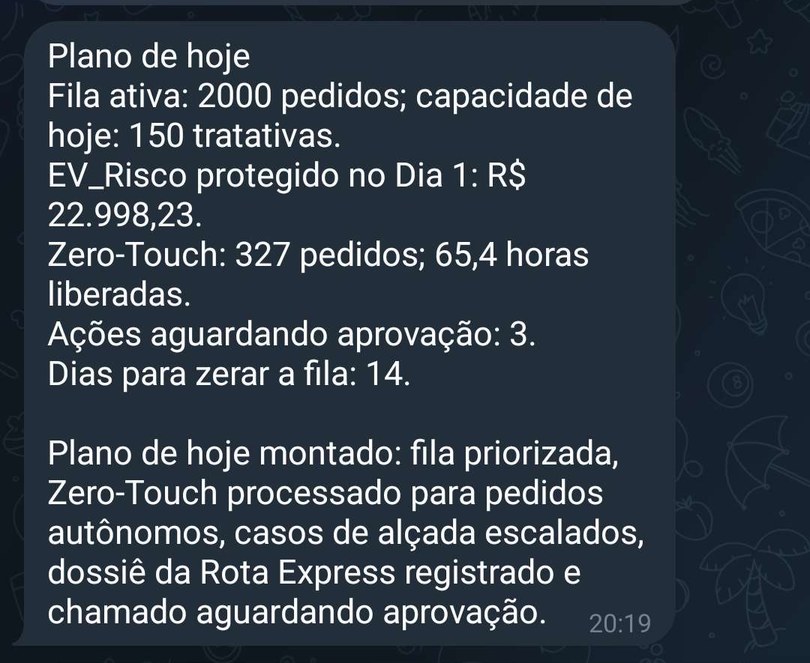 Plano de hoje
Fila ativa: 2000 pedidos; capacidade de
hoje: 150 tratativas.
EV_Risco protegido no Dia 1: R$
22.998,23.
Zero-Touch: 327 pedidos; 65,4 horas
liberadas.
Ações aguardando aprovação: 3.
Dias para zerar a fila: 14.
Plano de hoje montado: fila priorizada,
Zero-Touch processado para pedidos
autônomos, casos de alçada escalados,
dossiê da Rota Express registrado e
chamado aguardando aprovação.
20:19